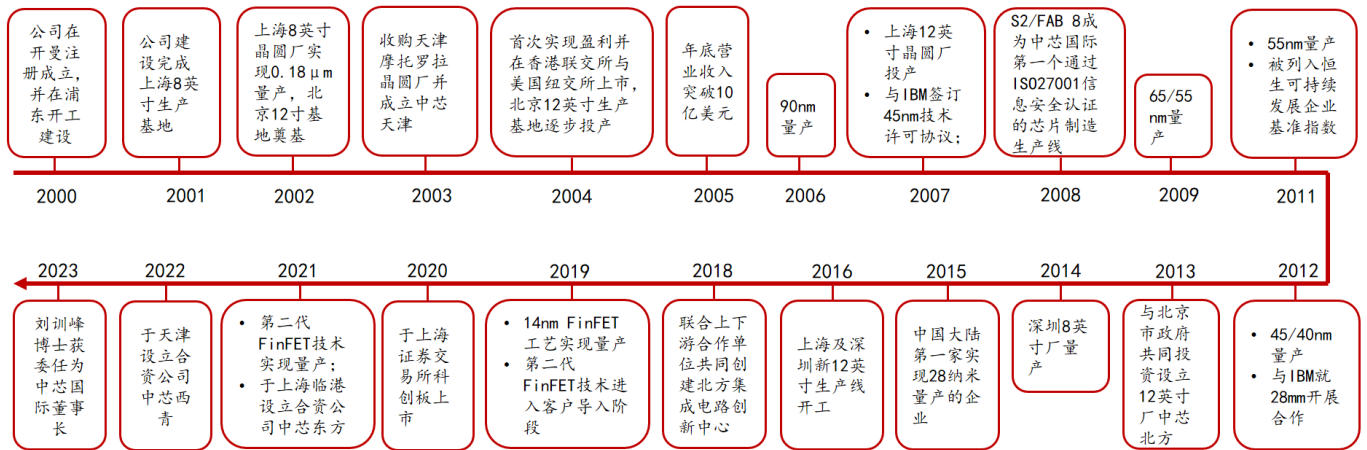 公司在
开曼注
册成立,
并在浦
东开工
建设
公司建
设完成
上海8英
寸生产
基地
上海8英寸
晶圆厂实
现0.18μm
量产,北
京12寸基
地奠基
收购天津
摩托罗拉
晶圆厂并
成立中芯
天津
首次实现盈利并
在香港联交所与
美国纽交所上市,
北京12英寸生产
基地逐步投产
年底营
业收入
突破10
亿美元
90nm
量产
• 上海12英
寸晶圆厂
投产
• 与IBM签订
45nm技术
许可协议;
S2/FAB 8成
为中芯国际
第一个通过
ISO27001信
息安全认证
的芯片制造
生产线
65/55
nm量
产
• 55nm量产
• 被列入恒
生可持续
发展企业
基准指数
2000 2001 2002 2003 2004 2005 2006 2007 2008 2009 2011
2023 2022 2021 2020 2019 2018 2016 2015 2014 2013 2012
刘训峰
博士获
委任为
中芯国
际董事
长
于天津
设立合
资公司
中芯西
青
• 第二代
FinFET技术
实现量产;
• 于上海临港
设立合资公
司中芯东方
于上海
证券交
易所科
创板上
市
• 14nm FinFET
工艺实现量产
• 第二代
FinFET技术进
入客户导入阶
段
联合上下
游合作单
位共同创
建北方集
成电路创
新中心
上海及深
圳新12英
寸生产线
开工
中国大陆
第一家实
现28纳米
量产的企
业
深圳8英
寸厂量
产
与北京
市政府
共同投
资设立
12英寸
厂中芯
北方
• 45/40nm
量产
• 与IBM就
28mm开展
合作